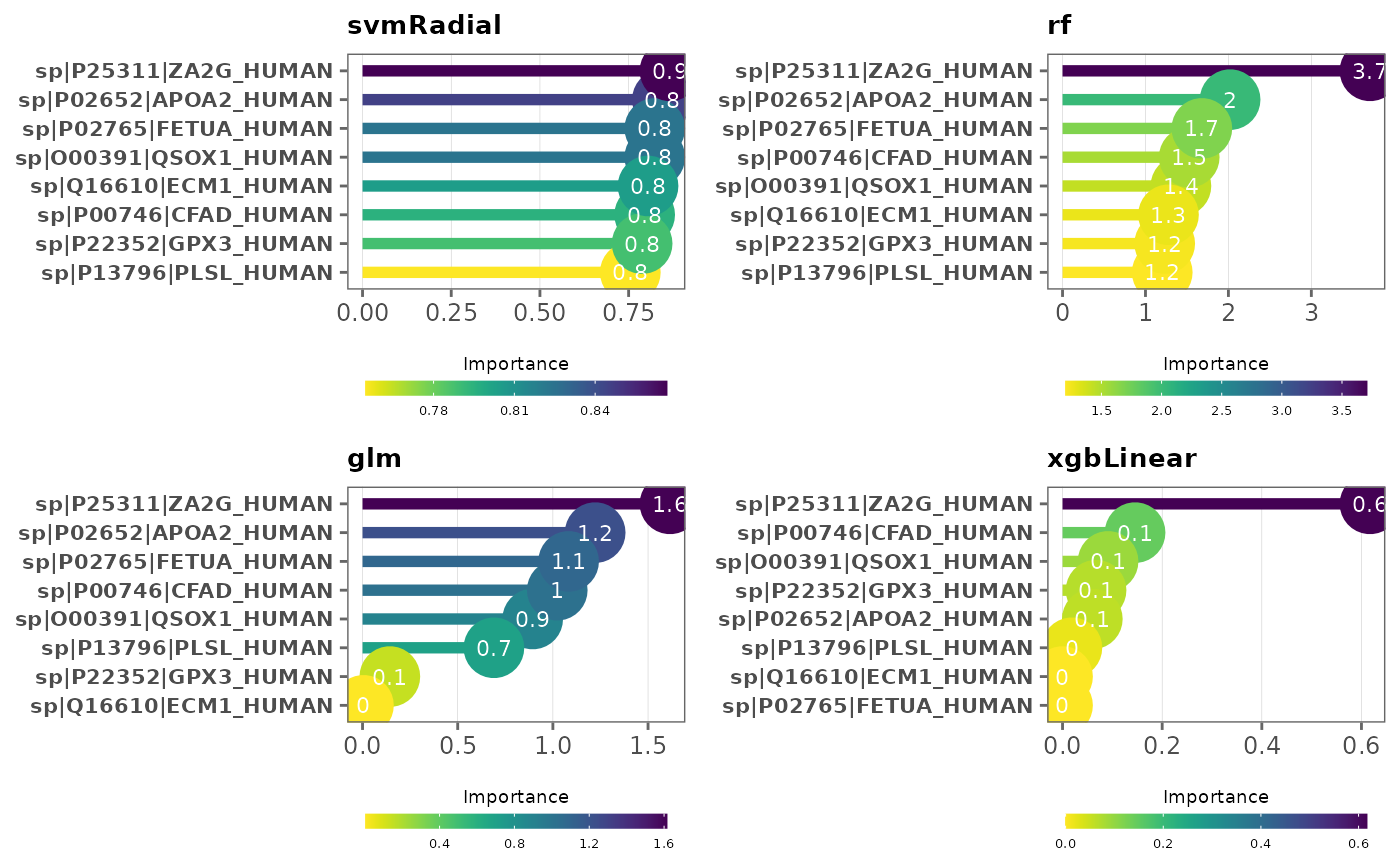 svmRadial
sp|P25311|ZA2G_HUMAN 0.9
sp|P02652|APOA2_HUMAN 0.8
sp|P02765|FETUA_HUMAN 0.8
sp|O00391|QSOX1_HUMAN 0.8
sp|Q16610|ECM1_HUMAN 0.8
sp|P00746|CFAD_HUMAN 0.8
sp|P22352|GPX3_HUMAN 0.8
sp|P13796|PLSL_HUMAN 0.8
0.00 0.25 0.50 0.75
Importance
0.78 0.81 0.84
rf
sp|P25311|ZA2G_HUMAN 3.7
sp|P02652|APOA2_HUMAN 2
sp|P02765|FETUA_HUMAN 1.7
sp|P00746|CFAD_HUMAN 1.5
sp|O00391|QSOX1_HUMAN 1.4
sp|Q16610|ECM1_HUMAN 1.3
sp|P22352|GPX3_HUMAN 1.2
sp|P13796|PLSL_HUMAN 1.2
0 1 2 3
Importance
1.5 2.0 2.5 3.0 3.5
glm
sp|P25311|ZA2G_HUMAN 1.6
sp|P02652|APOA2_HUMAN 1.2
sp|P02765|FETUA_HUMAN 1.1
sp|P00746|CFAD_HUMAN 1
sp|O00391|QSOX1_HUMAN 0.9
sp|P13796|PLSL_HUMAN 0.7
sp|P22352|GPX3_HUMAN 0.1
sp|Q16610|ECM1_HUMAN 0
0.0 0.5 1.0 1.5
Importance
0.4 0.8 1.2 1.6
xgbLinear
sp|P25311|ZA2G_HUMAN 0.6
sp|P00746|CFAD_HUMAN 0.1
sp|O00391|QSOX1_HUMAN 0.1
sp|P22352|GPX3_HUMAN 0.1
sp|P02652|APOA2_HUMAN 0.1
sp|P13796|PLSL_HUMAN 0
sp|Q16610|ECM1_HUMAN 0
sp|P02765|FETUA_HUMAN 0
0.0 0.2 0.4 0.6
Importance
0.0 0.2 0.4 0.6